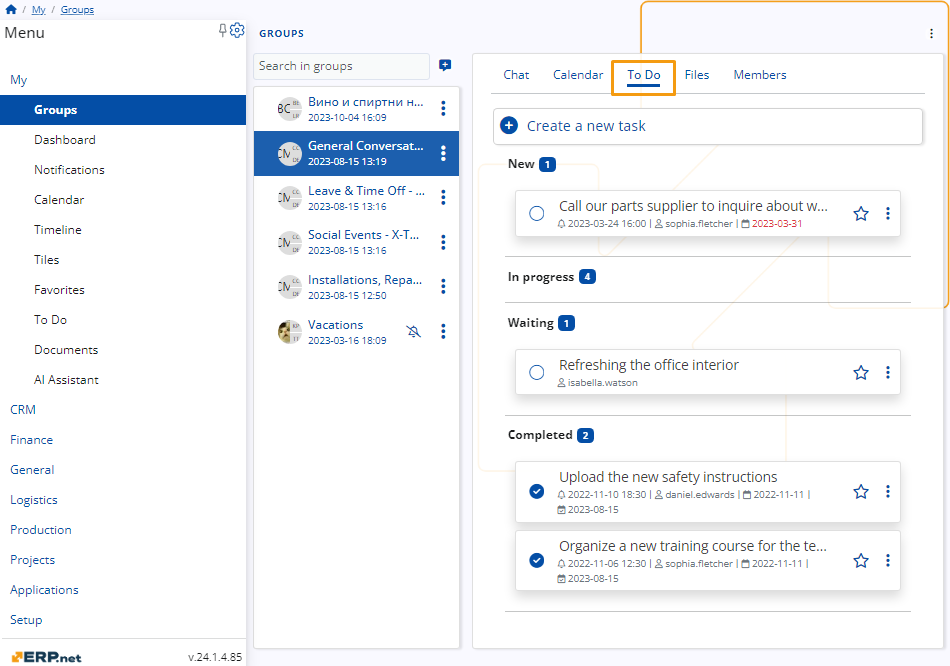 / My / Groups
Menu
My
Groups
Dashboard
Notifications
Calendar
Timeline
Tiles
Favorites
To Do
Documents
AI Assistant
CRM
Finance
General
Logistics
Production
Projects
Applications
Setup
ERP.net
v.24.1.4.85
GROUPS
Search in groups
Вино и спиртни н...
2023-10-04 16:09
General Conversat...
2023-08-15 13:19
Leave & Time Off - ...
2023-08-15 13:16
Social Events - X-T...
2023-08-15 13:16
Installations, Repa...
2023-08-15 12:50
Vacations
2023-03-16 18:09
Chat Calendar To Do Files Members
Create a new task
New 1
Call our parts supplier to inquire about w...
2023-03-24 16:00 | sophia.fletcher | 2023-03-31
In progress 4
Waiting 1
Refreshing the office interior
isabella.watson
Completed 2
Upload the new safety instructions
2022-11-10 18:30 | daniel.edwards | 2022-11-11 |
2023-08-15
Organize a new training course for the te...
2022-11-06 12:30 | sophia.fletcher | 2022-11-11 |
2023-08-15